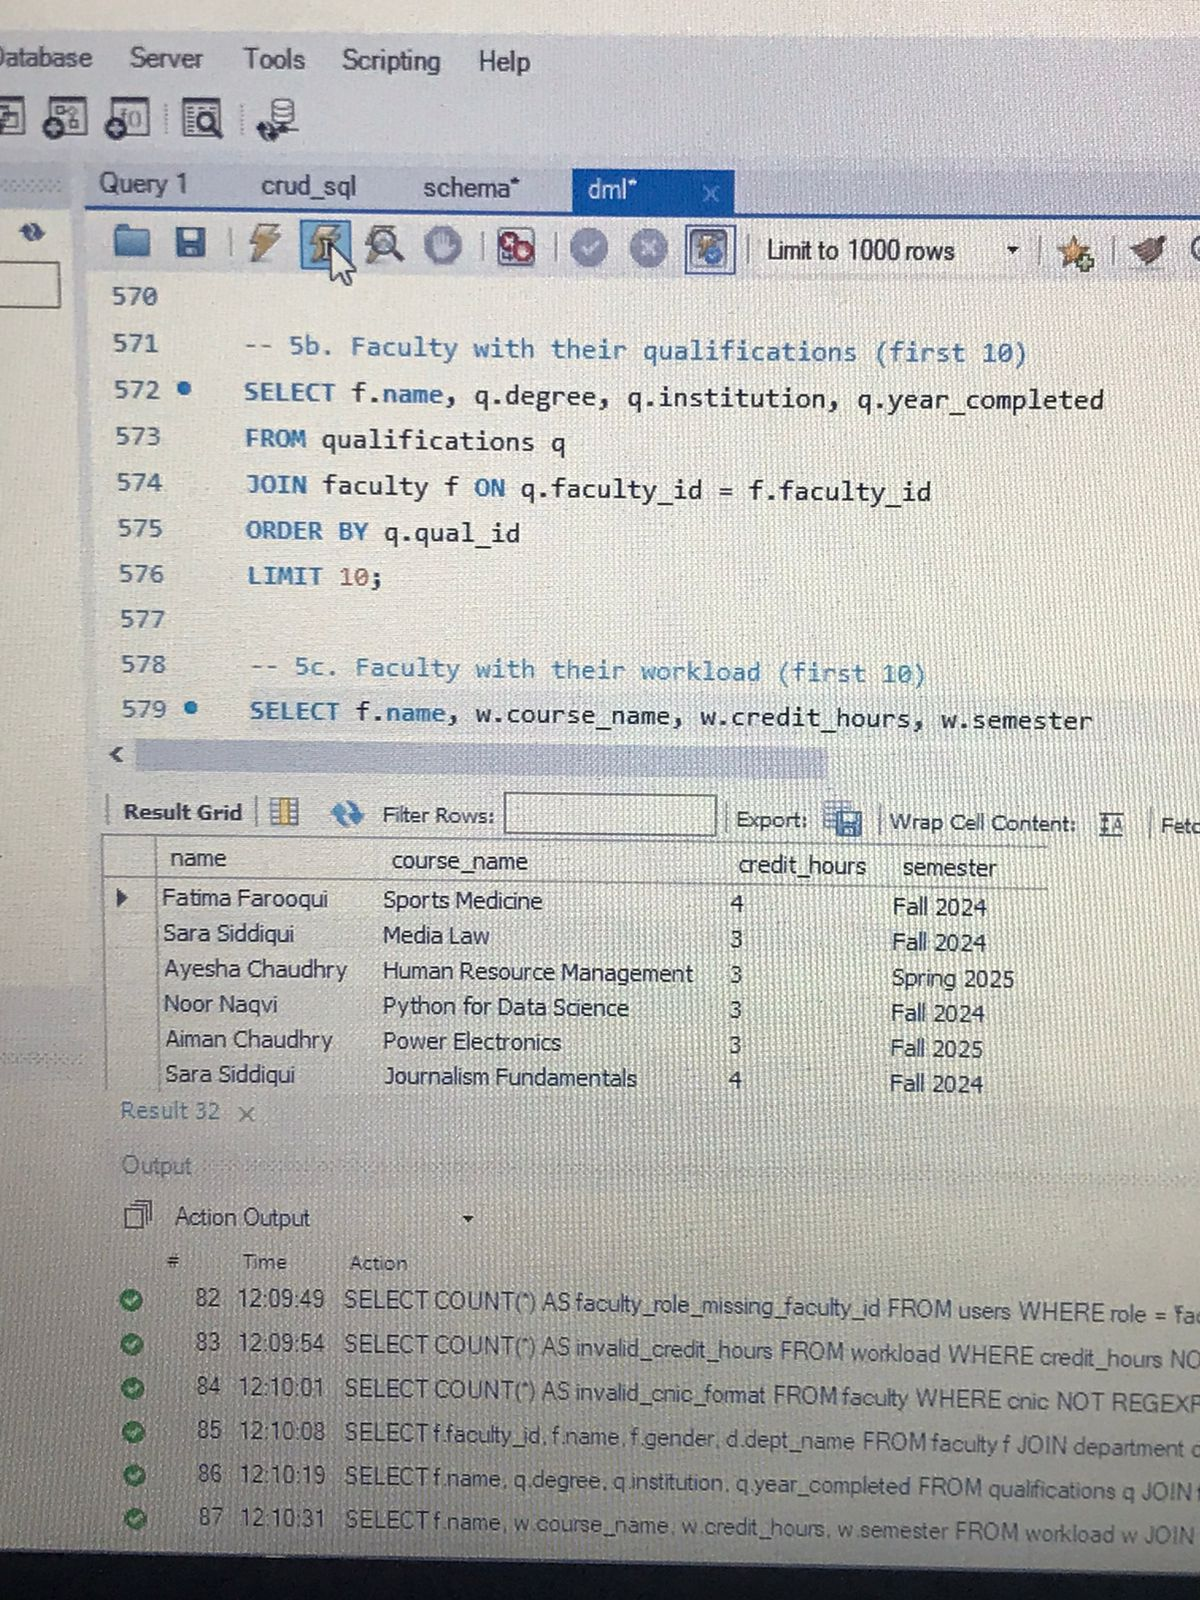 Database Server Tools Scripting Help
Query 1 crud_sql schema* dml*
Limit to 1000 rows
570
571 -- 5b. Faculty with their qualifications (first 10)
572 SELECT f.name, q.degree, q.institution, q.year_completed
573 FROM qualifications q
574 JOIN faculty f ON q.faculty_id = f.faculty_id
575 ORDER BY q.qual_id
576 LIMIT 10;
577
578 -- 5c. Faculty with their workload (first 10)
579 SELECT f.name, w.course_name, w.credit_hours, w.semester
Result Grid Filter Rows: Export: Wrap Cell Content: Fetc
name course_name credit_hours semester
Fatima Farooqui Sports Medicine 4 Fall 2024
Sara Siddiqui Media Law 3 Fall 2024
Ayesha Chaudhry Human Resource Management 3 Spring 2025
Noor Naqvi Python for Data Science 3 Fall 2024
Aiman Chaudhry Power Electronics 3 Fall 2025
Sara Siddiqui Journalism Fundamentals 4 Fall 2024
Result 32
Output
Action Output
# Time Action
82 12:09:49 SELECT COUNT(*) AS faculty_role_missing_faculty_id FROM users WHERE role = 'fac
83 12:09:54 SELECT COUNT(*) AS invalid_credit_hours FROM workload WHERE credit_hours NO
84 12:10:01 SELECT COUNT(*) AS invalid_cnic_format FROM faculty WHERE cnic NOT REGEXP
85 12:10:08 SELECT f.faculty_id, f.name, f.gender, d.dept_name FROM faculty f JOIN department d
86 12:10:19 SELECT f.name, q.degree, q.institution, q.year_completed FROM qualifications q JOIN f
87 12:10:31 SELECT f.name, w.course_name, w.credit_hours, w.semester FROM workload w JOIN